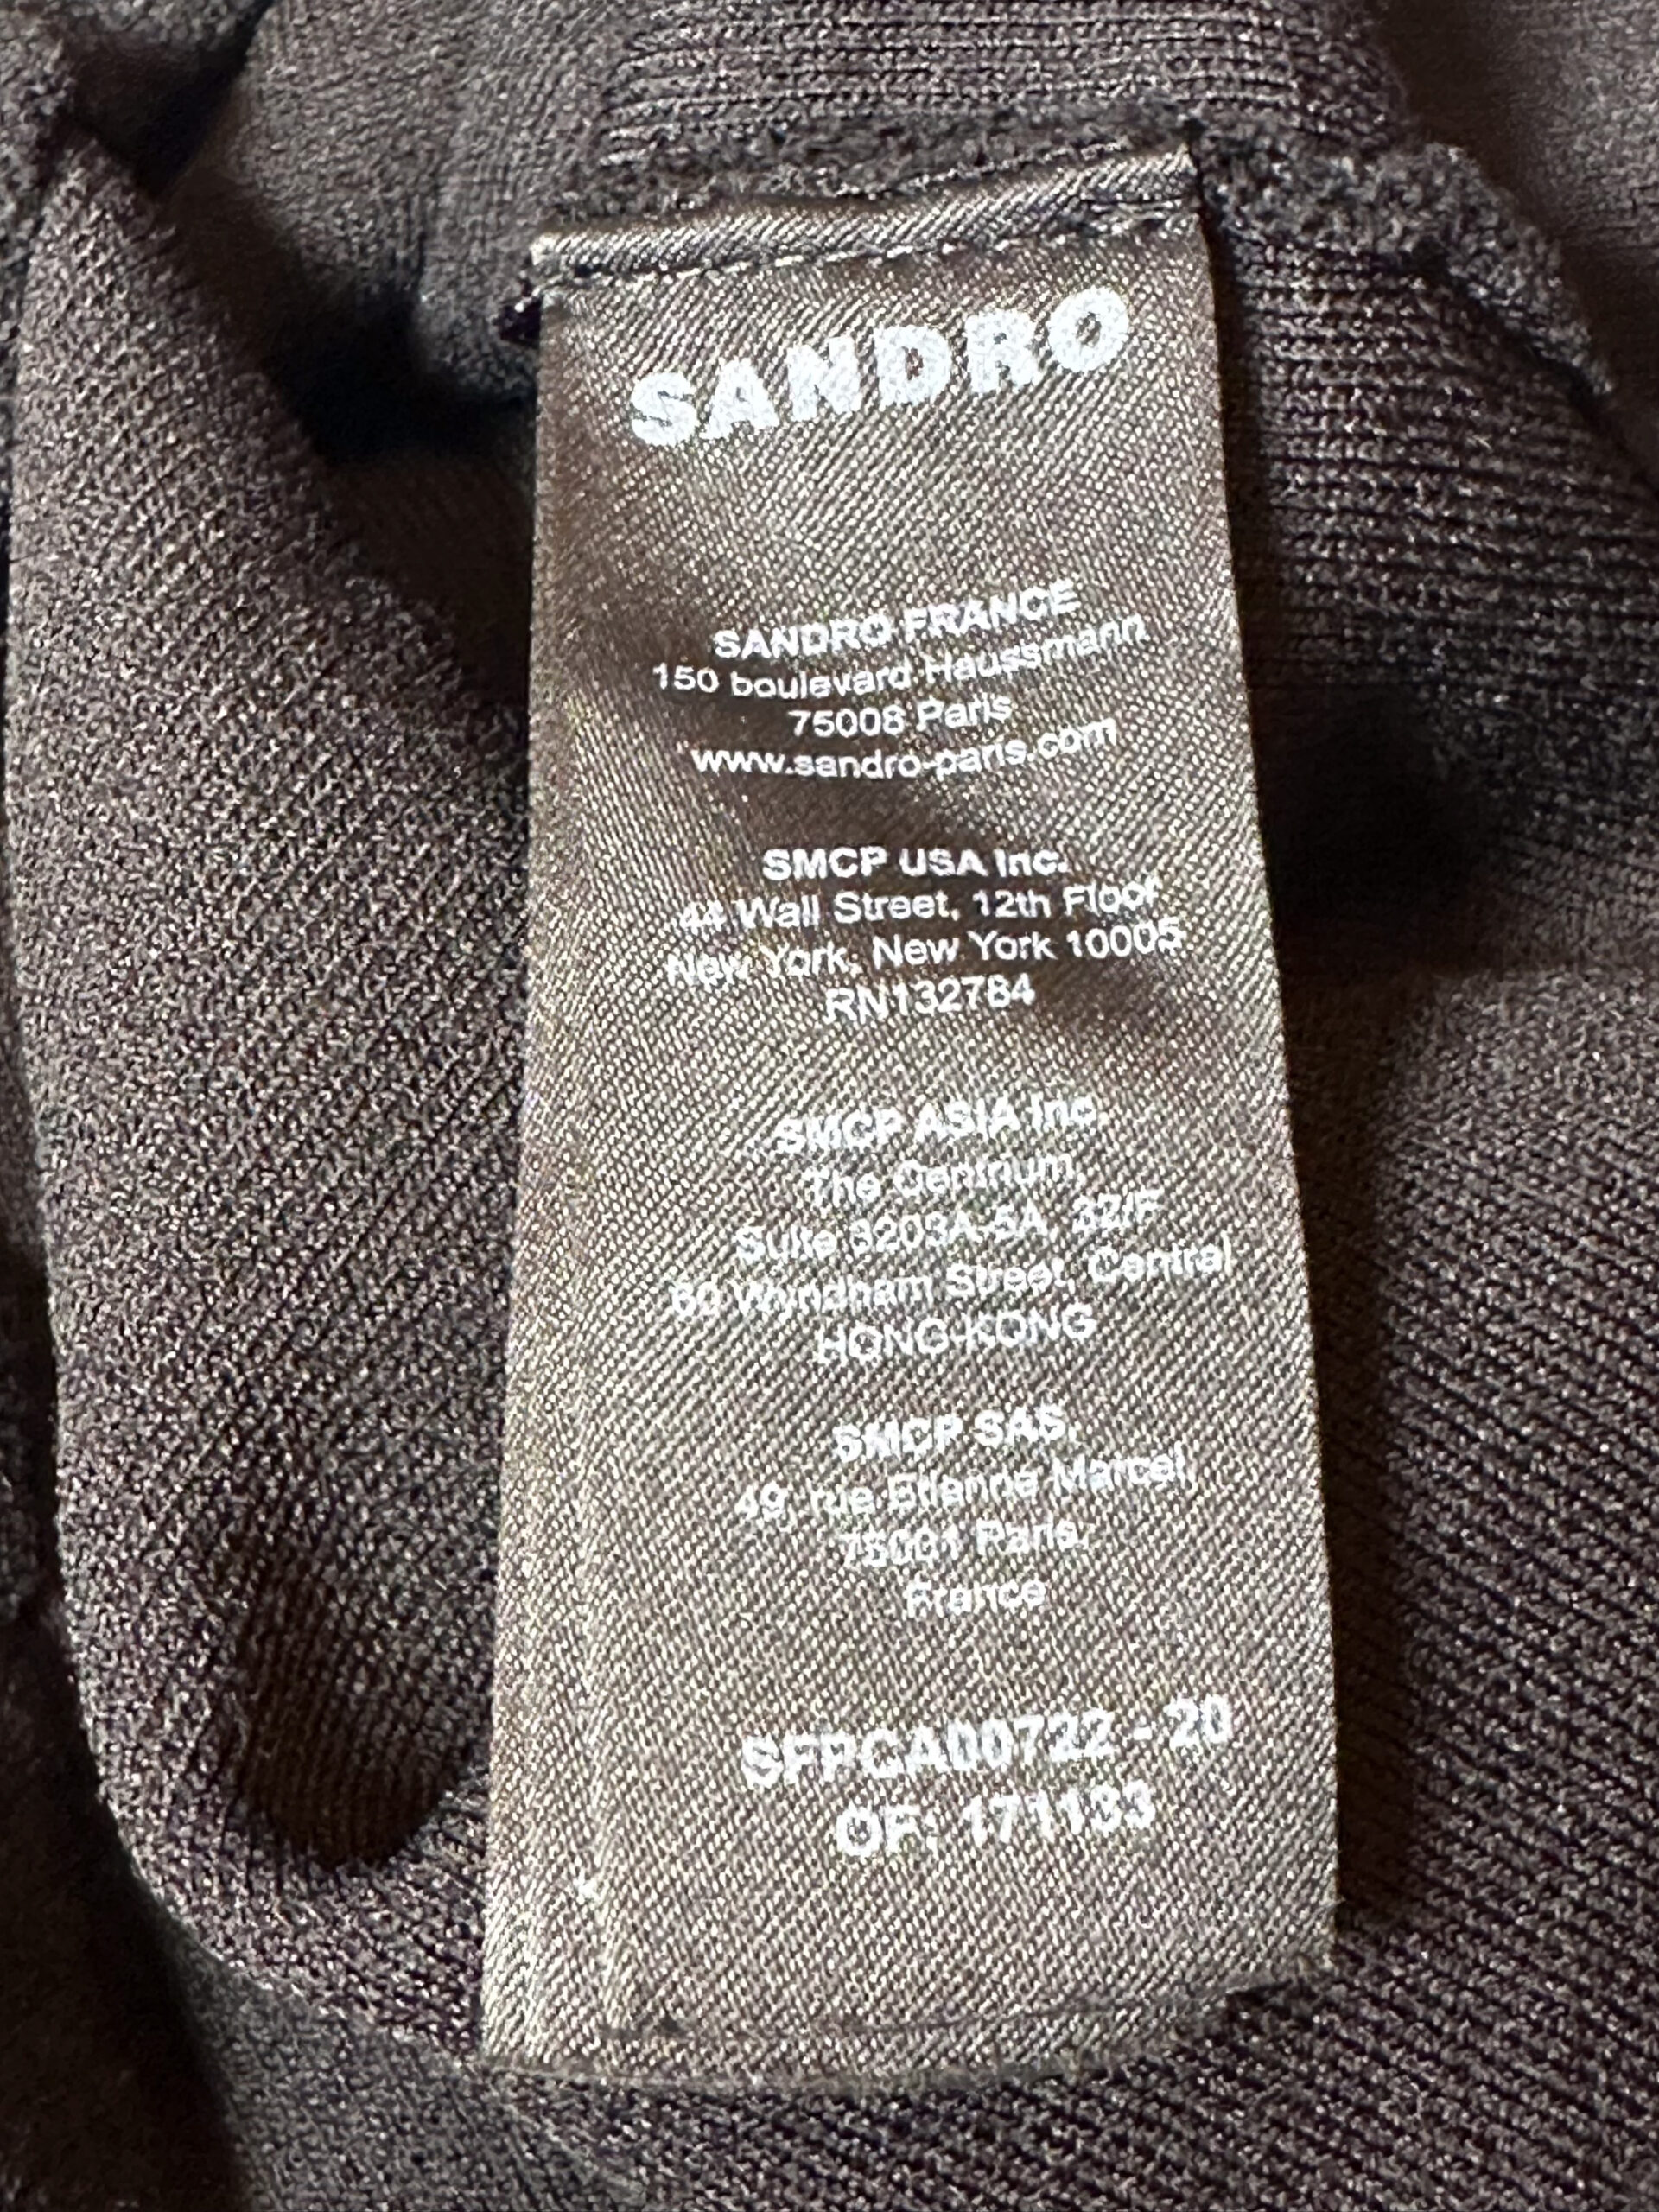 SANDRO
SANDRO FRANCE
150 boulevard Haussmann
75008 Paris
www.sandro-paris.com
SMCP USA Inc.
44 Wall Street, 12th Floor
New York, New York 10005
RN132784
SMCP ASIA Inc
The Centrium,
Suite 3203A-5A, 32/F
60 Wyndham Street, Central
HONG-KONG
SMCP SAS,
49, rue Etienne Marcel,
75001 Paris,
France
SFPCA00722 - 20
OF: 171133